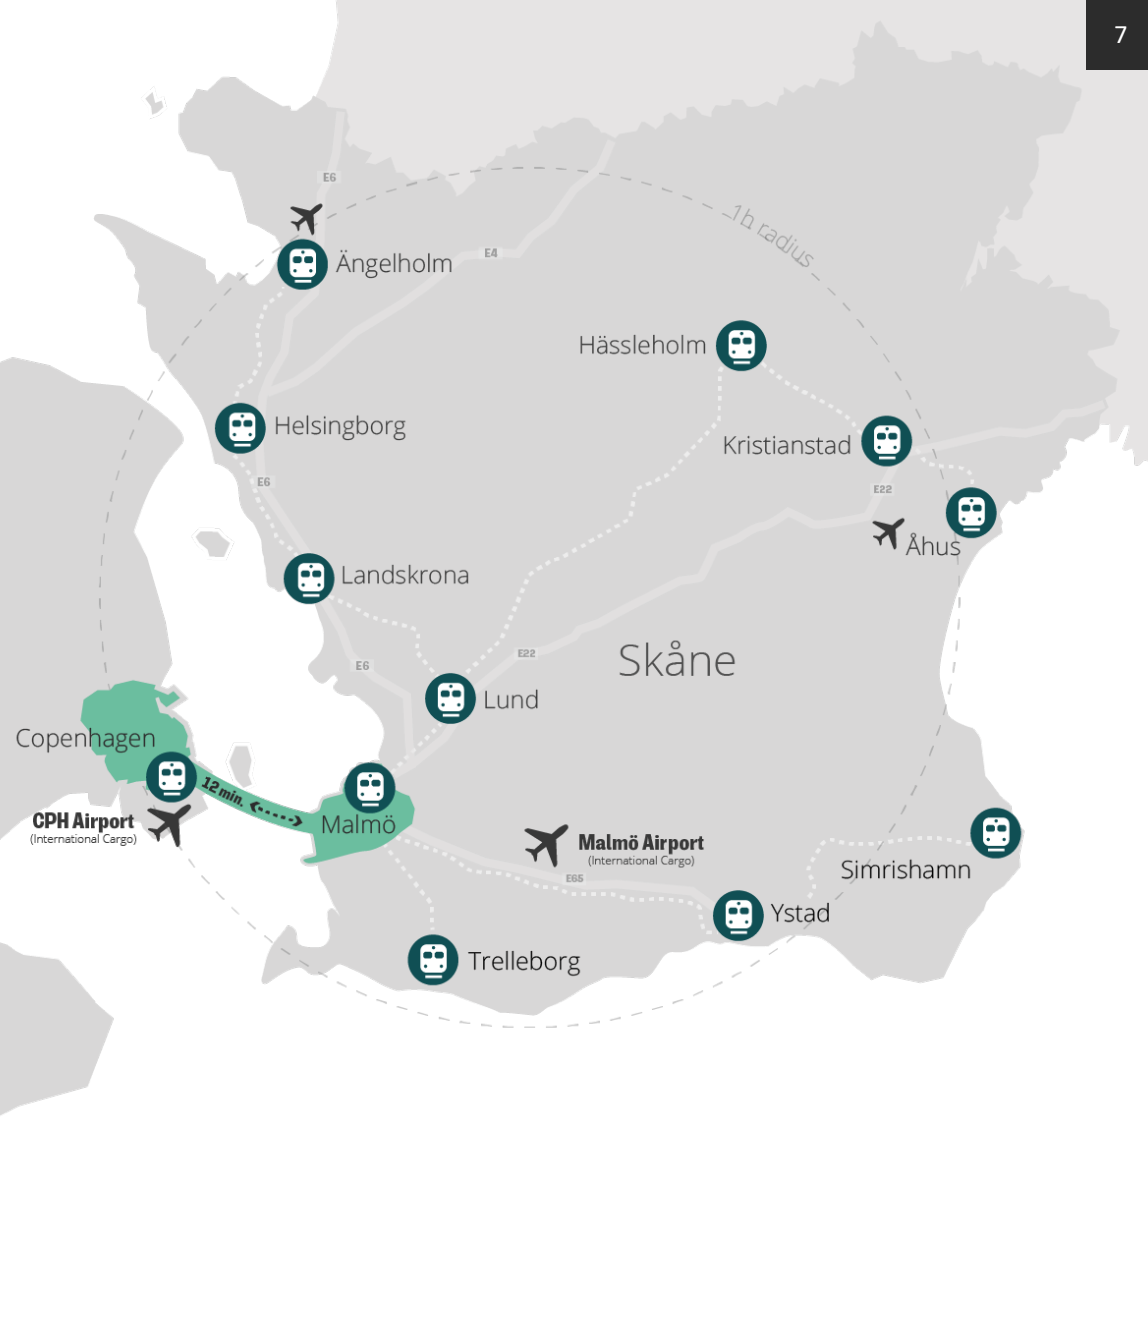 7
E6
1h radius
Ängelholm
E4
Hässleholm
Helsingborg
Kristianstad
E6
E22
Åhus
Landskrona
E22
Skåne
E6
Lund
Copenhagen
12 min.
CPH Airport
(International Cargo)
Malmö
Malmö Airport
(International Cargo)
E65
Simrishamn
Ystad
Trelleborg